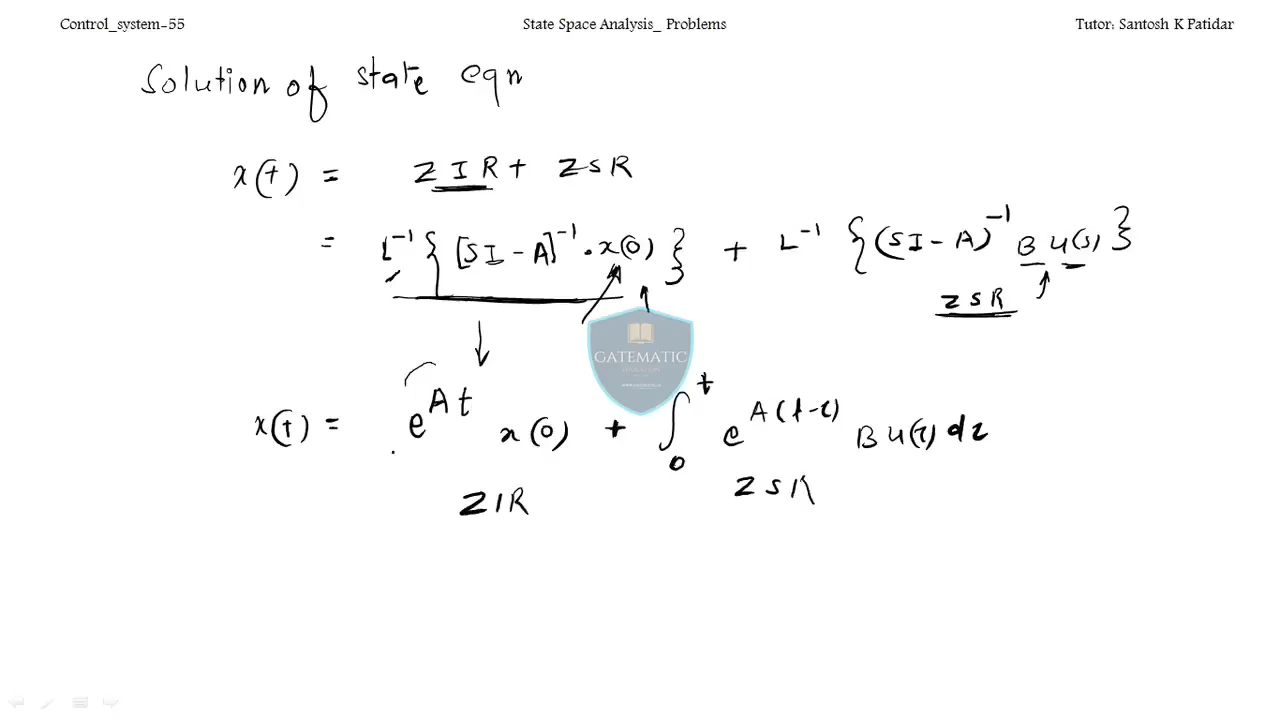 Control_system-55 State Space Analysis_ Problems Tutor: Santosh K Patidar
Solution of state eqn
x(t) = ZIR + ZSR
= L⁻¹{[SI - A]⁻¹ · x(0)} + L⁻¹{(SI - A)⁻¹ B U(s)}
ZSR
GATEMATIC
x(t) = e^{At} x(0) + ∫₀^t e^{A(t-τ)} B U(τ) dτ
ZIR ZSR